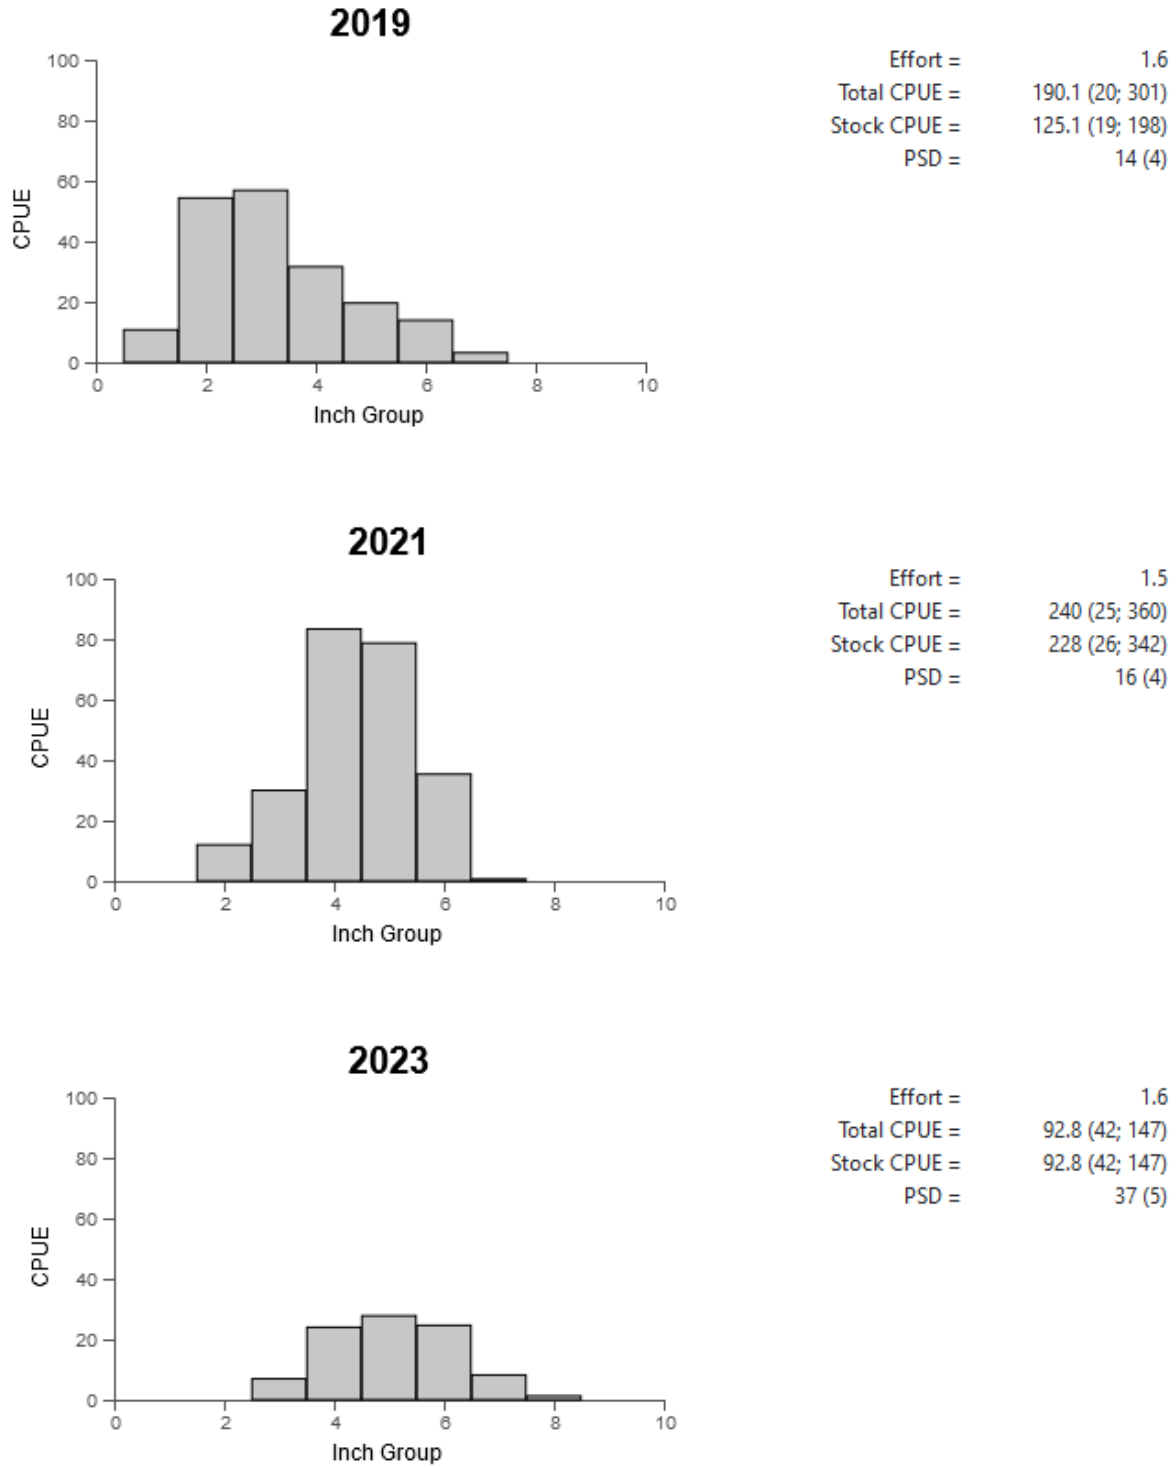 2019
Effort = 1.6
Total CPUE = 190.1 (20; 301)
Stock CPUE = 125.1 (19; 198)
PSD = 14 (4)
100
80
60
40
20
0
CPUE
0 2 4 6 8 10
Inch Group
2021
Effort = 1.5
Total CPUE = 240 (25; 360)
Stock CPUE = 228 (26; 342)
PSD = 16 (4)
100
80
60
40
20
0
CPUE
0 2 4 6 8 10
Inch Group
2023
Effort = 1.6
Total CPUE = 92.8 (42; 147)
Stock CPUE = 92.8 (42; 147)
PSD = 37 (5)
100
80
60
40
20
0
CPUE
0 2 4 6 8 10
Inch Group